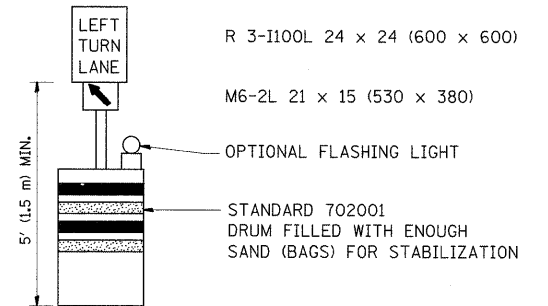 LEFT
TURN
LANE
R 3-I100L 24 x 24 (600 x 600)
M6-2L 21 x 15 (530 x 380)
OPTIONAL FLASHING LIGHT
5' (1.5 m) MIN.
STANDARD 702001
DRUM FILLED WITH ENOUGH
SAND (BAGS) FOR STABILIZATION